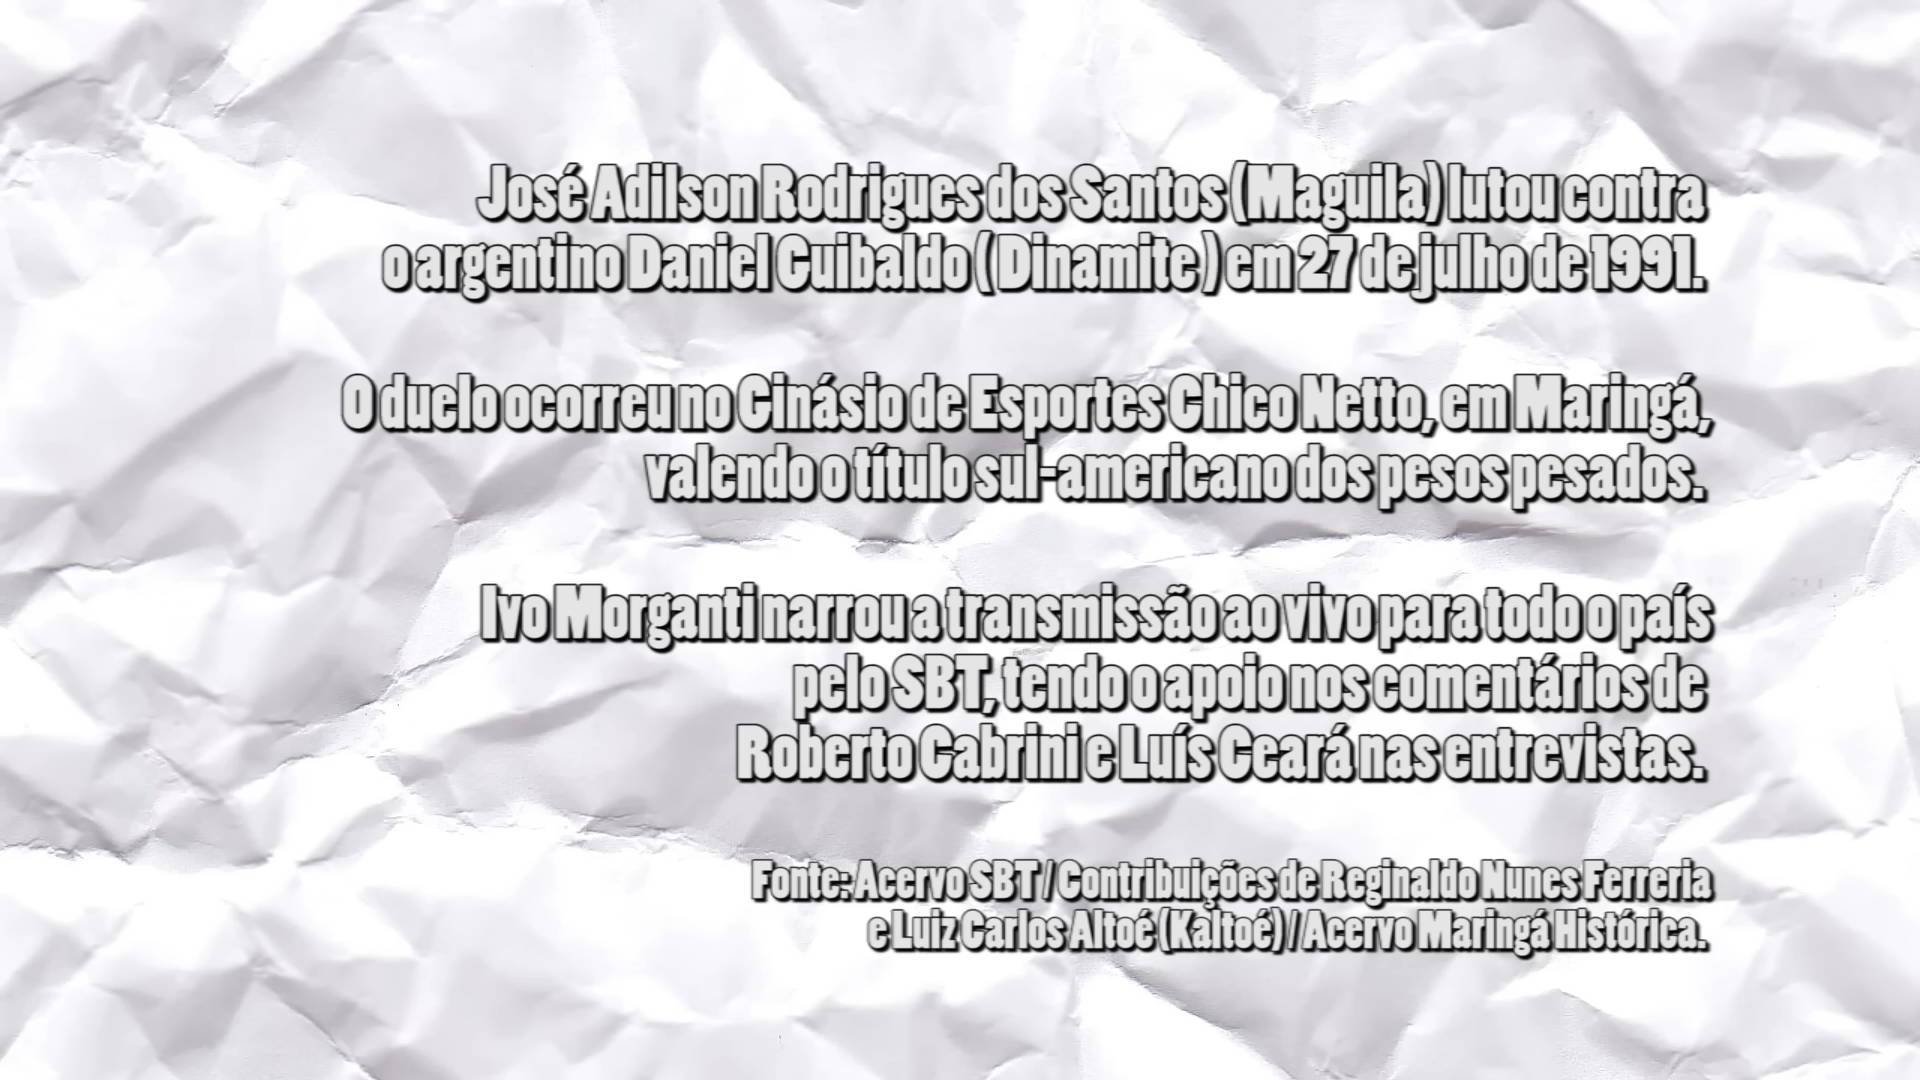 José Adilson Rodrigues dos Santos (Maguila) lutou contra
o argentino Daniel Guibaldo ( Dinamite ) em 27 de julho de 1991.
O duelo ocorreu no Ginásio de Esportes Chico Netto, em Maringá,
valendo o título sul-americano dos pesos pesados.
Ivo Morganti narrou a transmissão ao vivo para todo o país
pelo SBT, tendo o apoio nos comentários de
Roberto Cabrini e Luís Ceará nas entrevistas.
Fonte: Acervo SBT / Contribuições de Reginaldo Nunes Ferreria
e Luiz Carlos Altoé (Kaltoé) / Acervo Maringá Histórica.